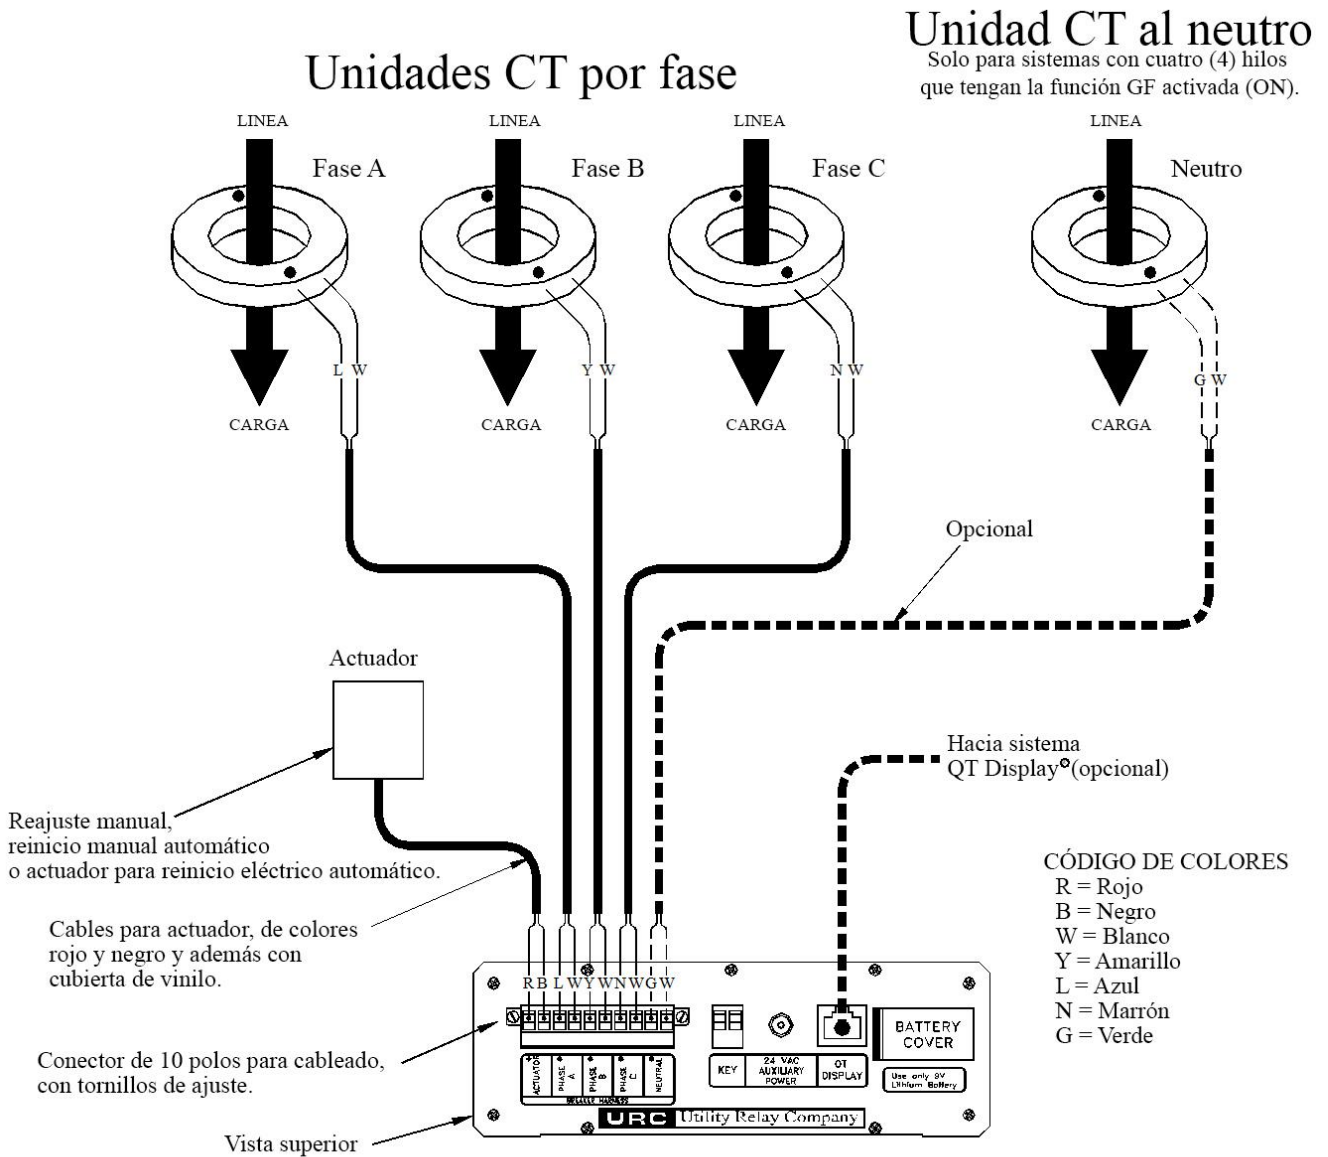 Unidad CT al neutro
Solo para sistemas con cuatro (4) hilos
que tengan la función GF activada (ON).
Unidades CT por fase
LINEA
LINEA
LINEA
LINEA
Fase A
Fase B
Fase C
Neutro
L W
Y W
N W
G W
CARGA
CARGA
CARGA
CARGA
Opcional
Actuador
Hacia sistema
QT Display®(opcional)
Reajuste manual,
reinicio manual automático
o actuador para reinicio eléctrico automático.
CÓDIGO DE COLORES
R = Rojo
B = Negro
W = Blanco
Y = Amarillo
L = Azul
N = Marrón
G = Verde
Cables para actuador, de colores
rojo y negro y además con
cubierta de vinilo.
R B L W Y W N W G W
Conector de 10 polos para cableado,
con tornillos de ajuste.
BATTERY
COVER
ACTUATOR
PHASE
A
PHASE
B
PHASE
C
NEUTRAL
KEY
24 VAC
AUXILIARY
POWER
QT
DISPLAY
Use only 9V
Lithium Battery
HARNESS
URC Utility Relay Company
Vista superior